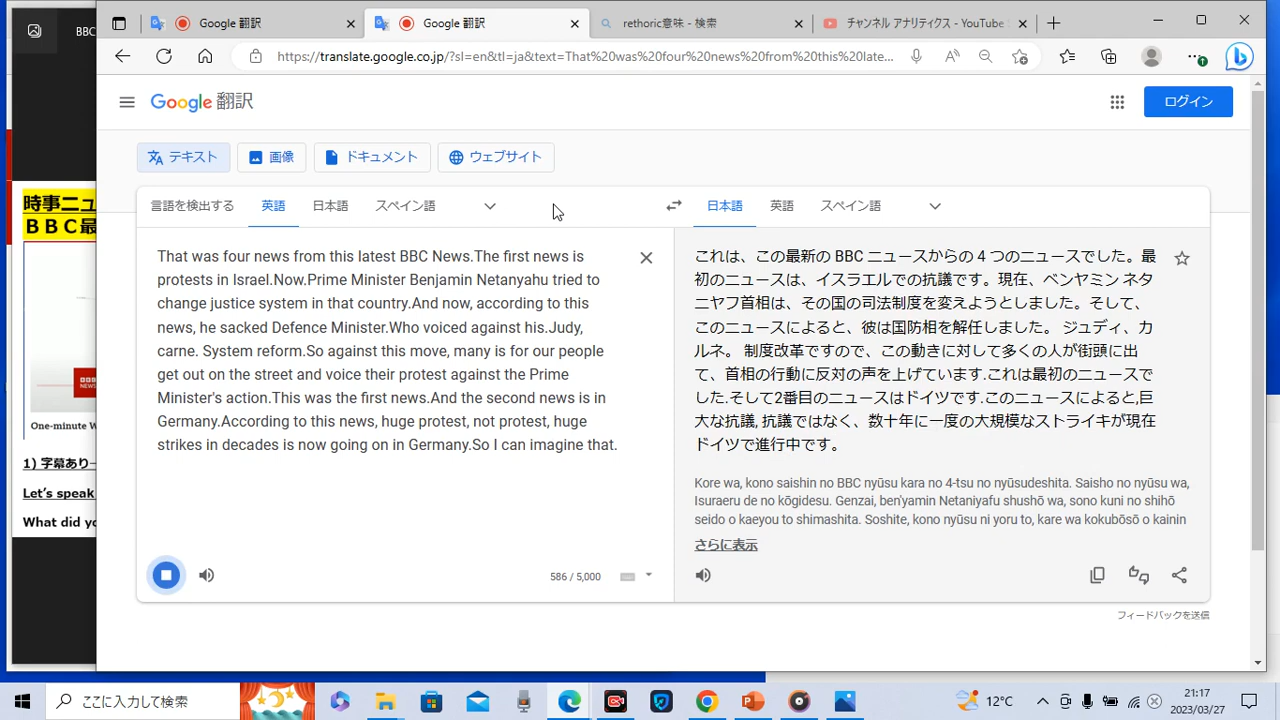 BBC
Google 翻訳
Google 翻訳
rethoric意味 - 検索
チャンネル アナリティクス - YouTube
https://translate.google.co.jp/?sl=en&tl=ja&text=That%20was%20four%20news%20from%20this%20late...
Google 翻訳
ログイン
テキスト
画像
ドキュメント
ウェブサイト
言語を検出する
英語
日本語
スペイン語
日本語
英語
スペイン語
That was four news from this latest BBC News.The first news is
protests in Israel.Now.Prime Minister Benjamin Netanyahu tried to
change justice system in that country.And now, according to this
news, he sacked Defence Minister.Who voiced against his.Judy,
carne. System reform.So against this move, many is for our people
get out on the street and voice their protest against the Prime
Minister's action.This was the first news.And the second news is in
Germany.According to this news, huge protest, not protest, huge
strikes in decades is now going on in Germany.So I can imagine that.
586 / 5,000
これは、この最新の BBC ニュースからの 4 つのニュースでした。最
初のニュースは、イスラエルでの抗議です。現在、ベンヤミン ネタ
ニヤフ首相は、その国の司法制度を変えようとしました。そして、
このニュースによると、彼は国防相を解任しました。 ジュディ、カ
ルネ。 制度改革ですので、この動きに対して多くの人が街頭に出
て、首相の行動に反対の声を上げています.これは最初のニュースで
した.そして2番目のニュースはドイツです.このニュースによると,巨
大な抗議, 抗議ではなく、数十年に一度の大規模なストライキが現在
ドイツで進行中です。
Kore wa, kono saishin no BBC nyūsu kara no 4-tsu no nyūsudeshita. Saisho no nyūsu wa,
Isuraeru de no kōgidesu. Genzai, ben'yamin Netaniyafu shushō wa, sono kuni no shihō
seido o kaeyou to shimashita. Soshite, kono nyūsu ni yoru to, kare wa kokubōsō o kainin
さらに表示
フィードバックを送信
時事ニュ
ＢＢＣ最
BBC
NEWS
One-minute W
1) 字幕あり
Let’s speak
What did yo
ここに入力して検索
12°C
21:17
2023/03/27